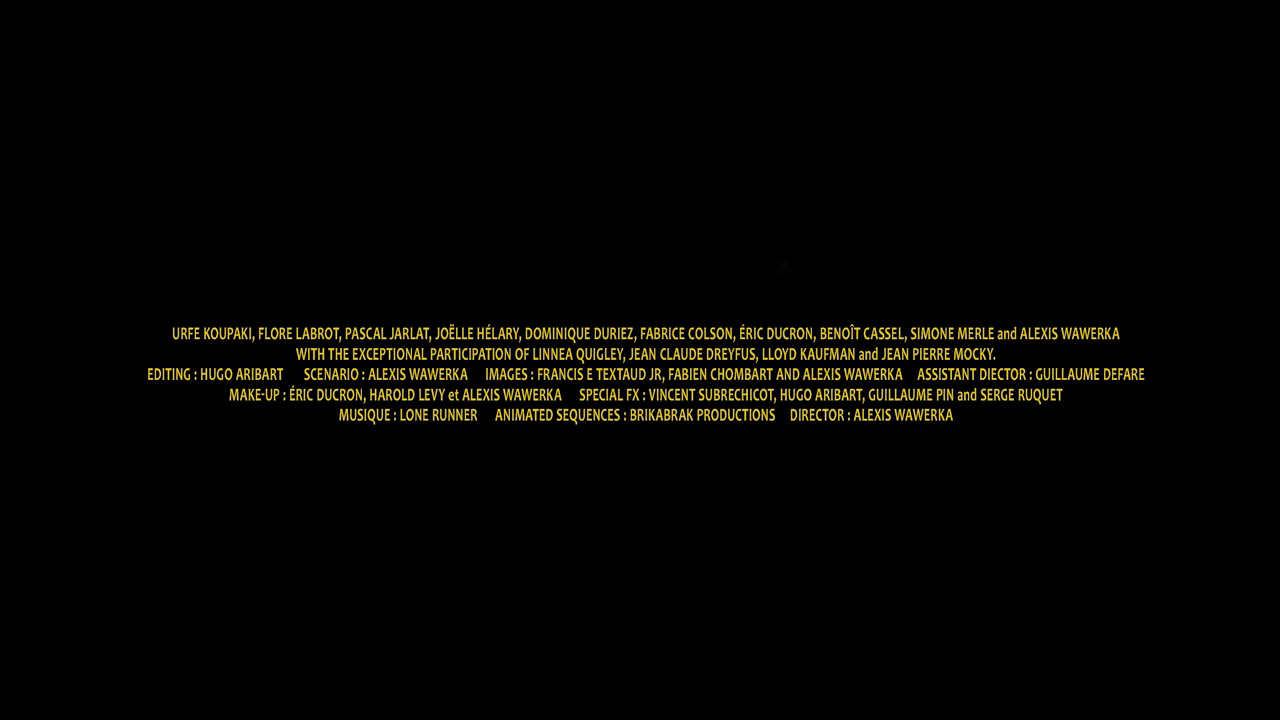 URFE KOUPAKI, FLORE LABROT, PASCAL JARLAT, JOËLLE HÉLARY, DOMINIQUE DURIEZ, FABRICE COLSON, ÉRIC DUCRON, BENOÎT CASSEL, SIMONE MERLE and ALEXIS WAWERKA
WITH THE EXCEPTIONAL PARTICIPATION OF LINNEA QUIGLEY, JEAN CLAUDE DREYFUS, LLOYD KAUFMAN and JEAN PIERRE MOCKY.
EDITING : HUGO ARIBART SCENARIO : ALEXIS WAWERKA IMAGES : FRANCIS E TEXTAUD JR, FABIEN CHOMBART AND ALEXIS WAWERKA ASSISTANT DIECTOR : GUILLAUME DEFARE
MAKE-UP : ÉRIC DUCRON, HAROLD LEVY et ALEXIS WAWERKA SPECIAL FX : VINCENT SUBRECHICOT, HUGO ARIBART, GUILLAUME PIN and SERGE RUQUET
MUSIQUE : LONE RUNNER ANIMATED SEQUENCES : BRIKABRAK PRODUCTIONS DIRECTOR : ALEXIS WAWERKA